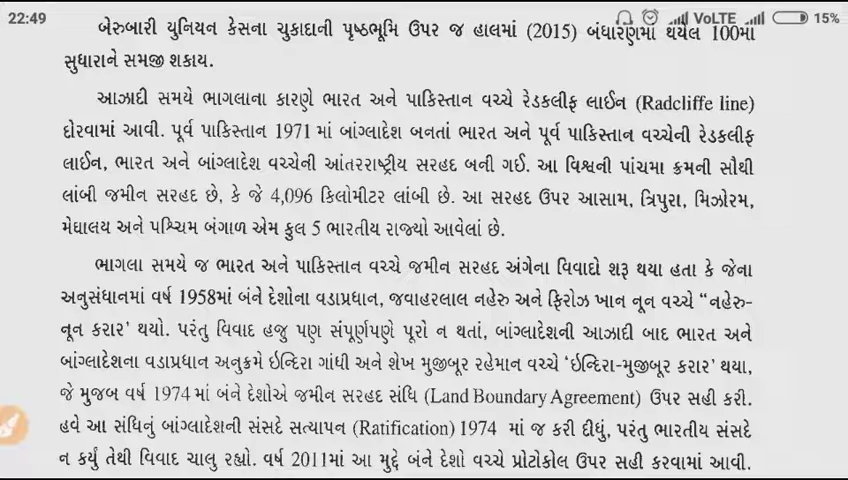 22:49 VoLTE 15%
બેરુબારી યુનિયન કેસના ચુકાદાની પૃષ્ઠભૂમિ ઉપર જ હાલમાં (2015) બંધારણમાં થયેલ 100મા
સુધારાને સમજી શકાય.
આઝાદી સમયે ભાગલાના કારણે ભારત અને પાકિસ્તાન વચ્ચે રેડકલીફ લાઈન (Radcliffe line)
દોરવામાં આવી. પૂર્વ પાકિસ્તાન 1971 માં બાંગ્લાદેશ બનતાં ભારત અને પૂર્વ પાકિસ્તાન વચ્ચેની રેડકલીફ
લાઈન, ભારત અને બાંગ્લાદેશ વચ્ચેની આંતરરાષ્ટ્રીય સરહદ બની ગઈ. આ વિશ્વની પાંચમા ક્રમની સૌથી
લાંબી જમીન સરહદ છે, કે જે 4,096 કિલોમીટર લાંબી છે. આ સરહદ ઉપર આસામ, ત્રિપુરા, મિઝોરમ,
મેઘાલય અને પશ્ચિમ બંગાળ એમ કુલ 5 ભારતીય રાજ્યો આવેલાં છે.
ભાગલા સમયે જ ભારત અને પાકિસ્તાન વચ્ચે જમીન સરહદ અંગેના વિવાદો શરૂ થયા હતા કે જેના
અનુસંધાનમાં વર્ષ 1958માં બંને દેશોના વડાપ્રધાન, જવાહરલાલ નહેરુ અને ફિરોઝ ખાન નૂન વચ્ચે “નહેરુ-
નૂન કરાર’ થયો. પરંતુ વિવાદ હજુ પણ સંપૂર્ણપણે પૂરો ન થતાં, બાંગ્લાદેશની આઝાદી બાદ ભારત અને
બાંગ્લાદેશના વડાપ્રધાન અનુક્રમે ઇન્દિરા ગાંધી અને શેખ મુજીબૂર રહેમાન વચ્ચે ‘ઇન્દિરા-મુજીબૂર કરાર’ થયા,
જે મુજબ વર્ષ 1974 માં બંને દેશોએ જમીન સરહદ સંધિ (Land Boundary Agreement) ઉપર સહી કરી.
હવે આ સંધિનું બાંગ્લાદેશની સંસદે સત્યાપન (Ratification) 1974 માં જ કરી દીધું, પરંતુ ભારતીય સંસદે
ન કર્યું તેથી વિવાદ ચાલુ રહ્યો. વર્ષ 2011માં આ મુદ્દે બંને દેશો વચ્ચે પ્રોટોકોલ ઉપર સહી કરવામાં આવી.